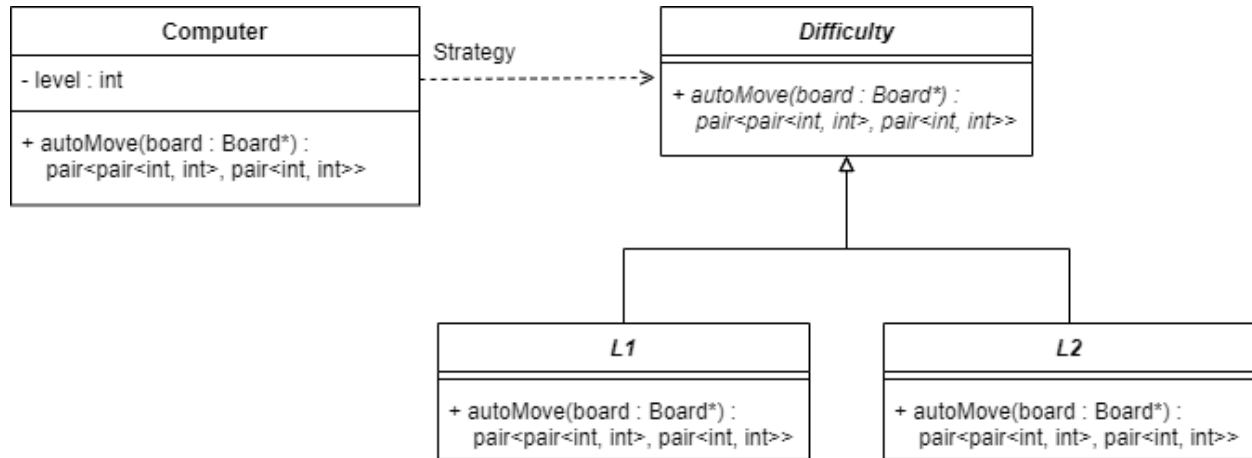 Computer
- level : int
+ autoMove(board : Board*) :
pair<pair<int, int>, pair<int, int>>
Strategy
Difficulty
+ autoMove(board : Board*) :
pair<pair<int, int>, pair<int, int>>
L1
+ autoMove(board : Board*) :
pair<pair<int, int>, pair<int, int>>
L2
+ autoMove(board : Board*) :
pair<pair<int, int>, pair<int, int>>